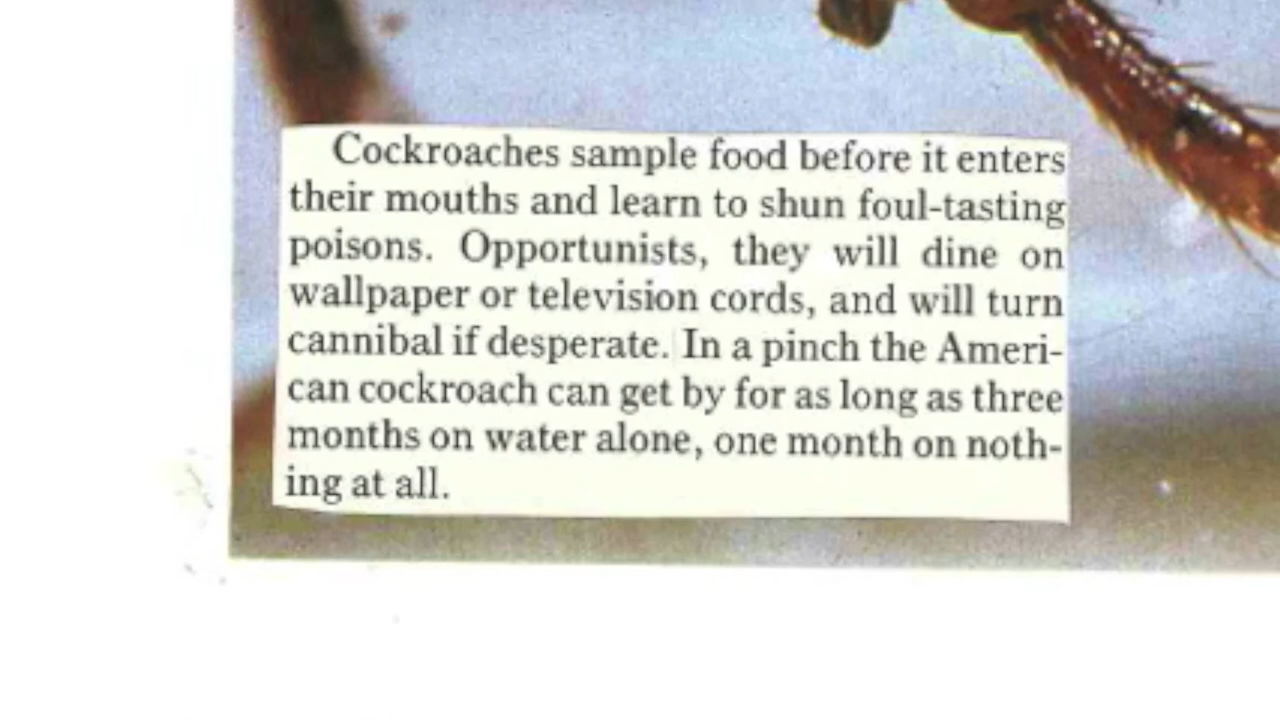 Cockroaches sample food before it enters
their mouths and learn to shun foul-tasting
poisons. Opportunists, they will dine on
wallpaper or television cords, and will turn
cannibal if desperate. In a pinch the Ameri-
can cockroach can get by for as long as three
months on water alone, one month on noth-
ing at all.